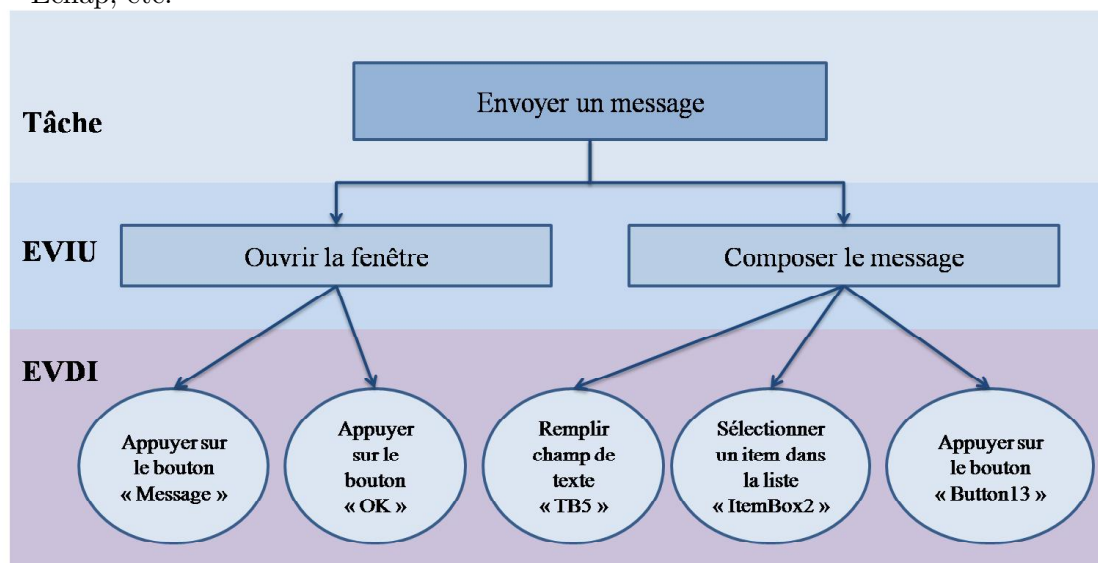 Echap, etc.
Envoyer un message
Tâche
EVIU
Ouvrir la fenêtre
Composer le message
EVDI
Appuyer sur
le bouton
« Message »
Appuyer
sur le
bouton
« OK »
Remplir
champ de
texte
« TB5 »
Sélectionner
un item dans
la liste
« ItemBox2 »
Appuyer sur
le bouton
« Button13 »